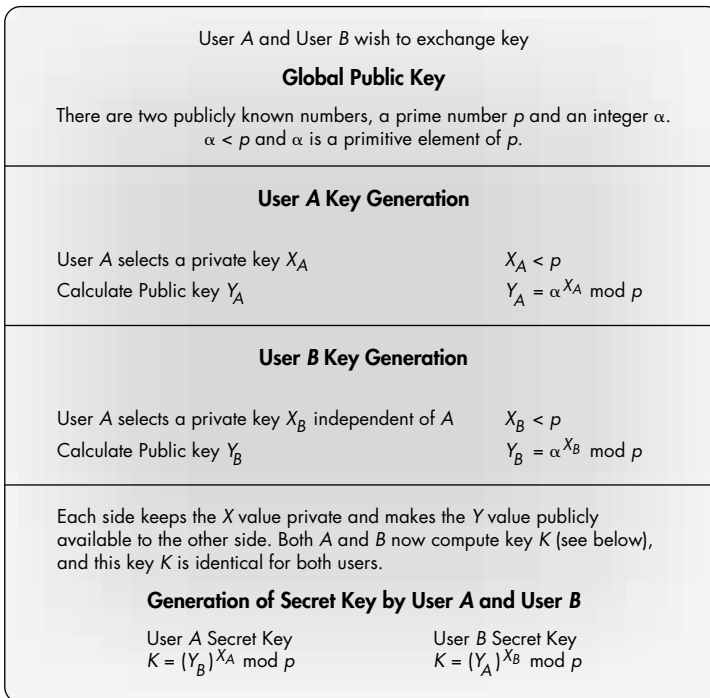 User A and User B wish to exchange key
Global Public Key
There are two publicly known numbers, a prime number p and an integer α.
α < p and α is a primitive element of p.
User A Key Generation
User A selects a private key X_A X_A < p
Calculate Public key Y_A Y_A = α^X_A mod p
User B Key Generation
User A selects a private key X_B independent of A X_B < p
Calculate Public key Y_B Y_B = α^X_B mod p
Each side keeps the X value private and makes the Y value publicly
available to the other side. Both A and B now compute key K (see below),
and this key K is identical for both users.
Generation of Secret Key by User A and User B
User A Secret Key User B Secret Key
K = (Y_B)^X_A mod p K = (Y_A)^X_B mod p